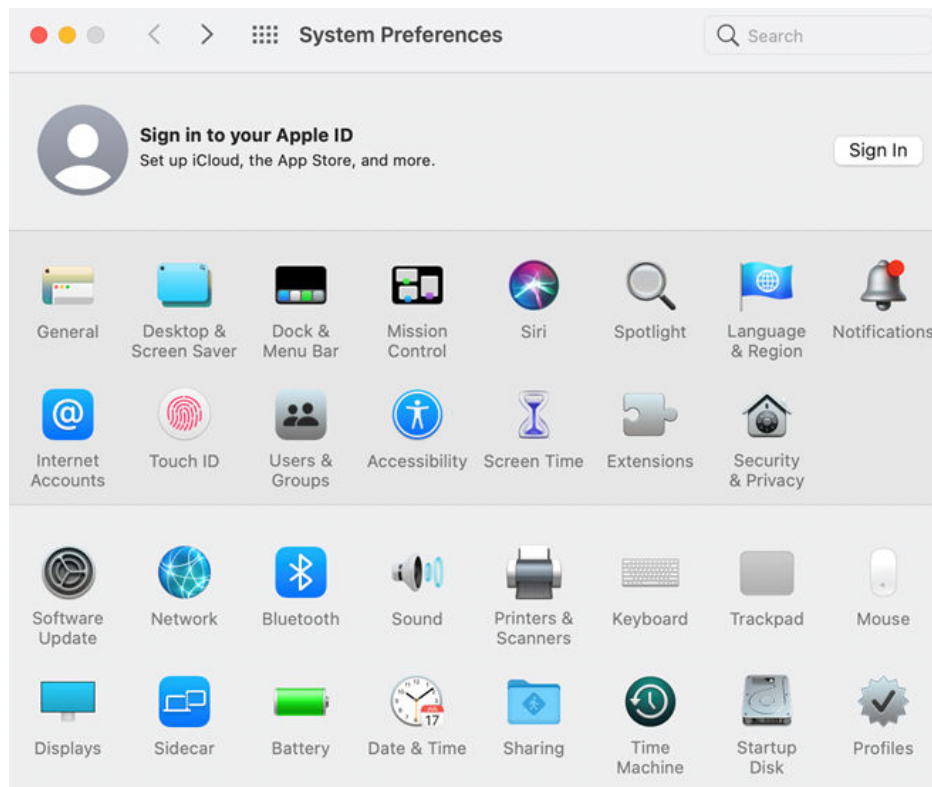 System Preferences
Search
Sign in to your Apple ID
Set up iCloud, the App Store, and more.
Sign In
General
Desktop &
Screen Saver
Dock &
Menu Bar
Mission
Control
Siri
Spotlight
Language
& Region
Notifications
Internet
Accounts
Touch ID
Users &
Groups
Accessibility
Screen Time
Extensions
Security
& Privacy
Software
Update
Network
Bluetooth
Sound
Printers &
Scanners
Keyboard
Trackpad
Mouse
Displays
Sidecar
Battery
17
Date & Time
Sharing
Time
Machine
Startup
Disk
Profiles